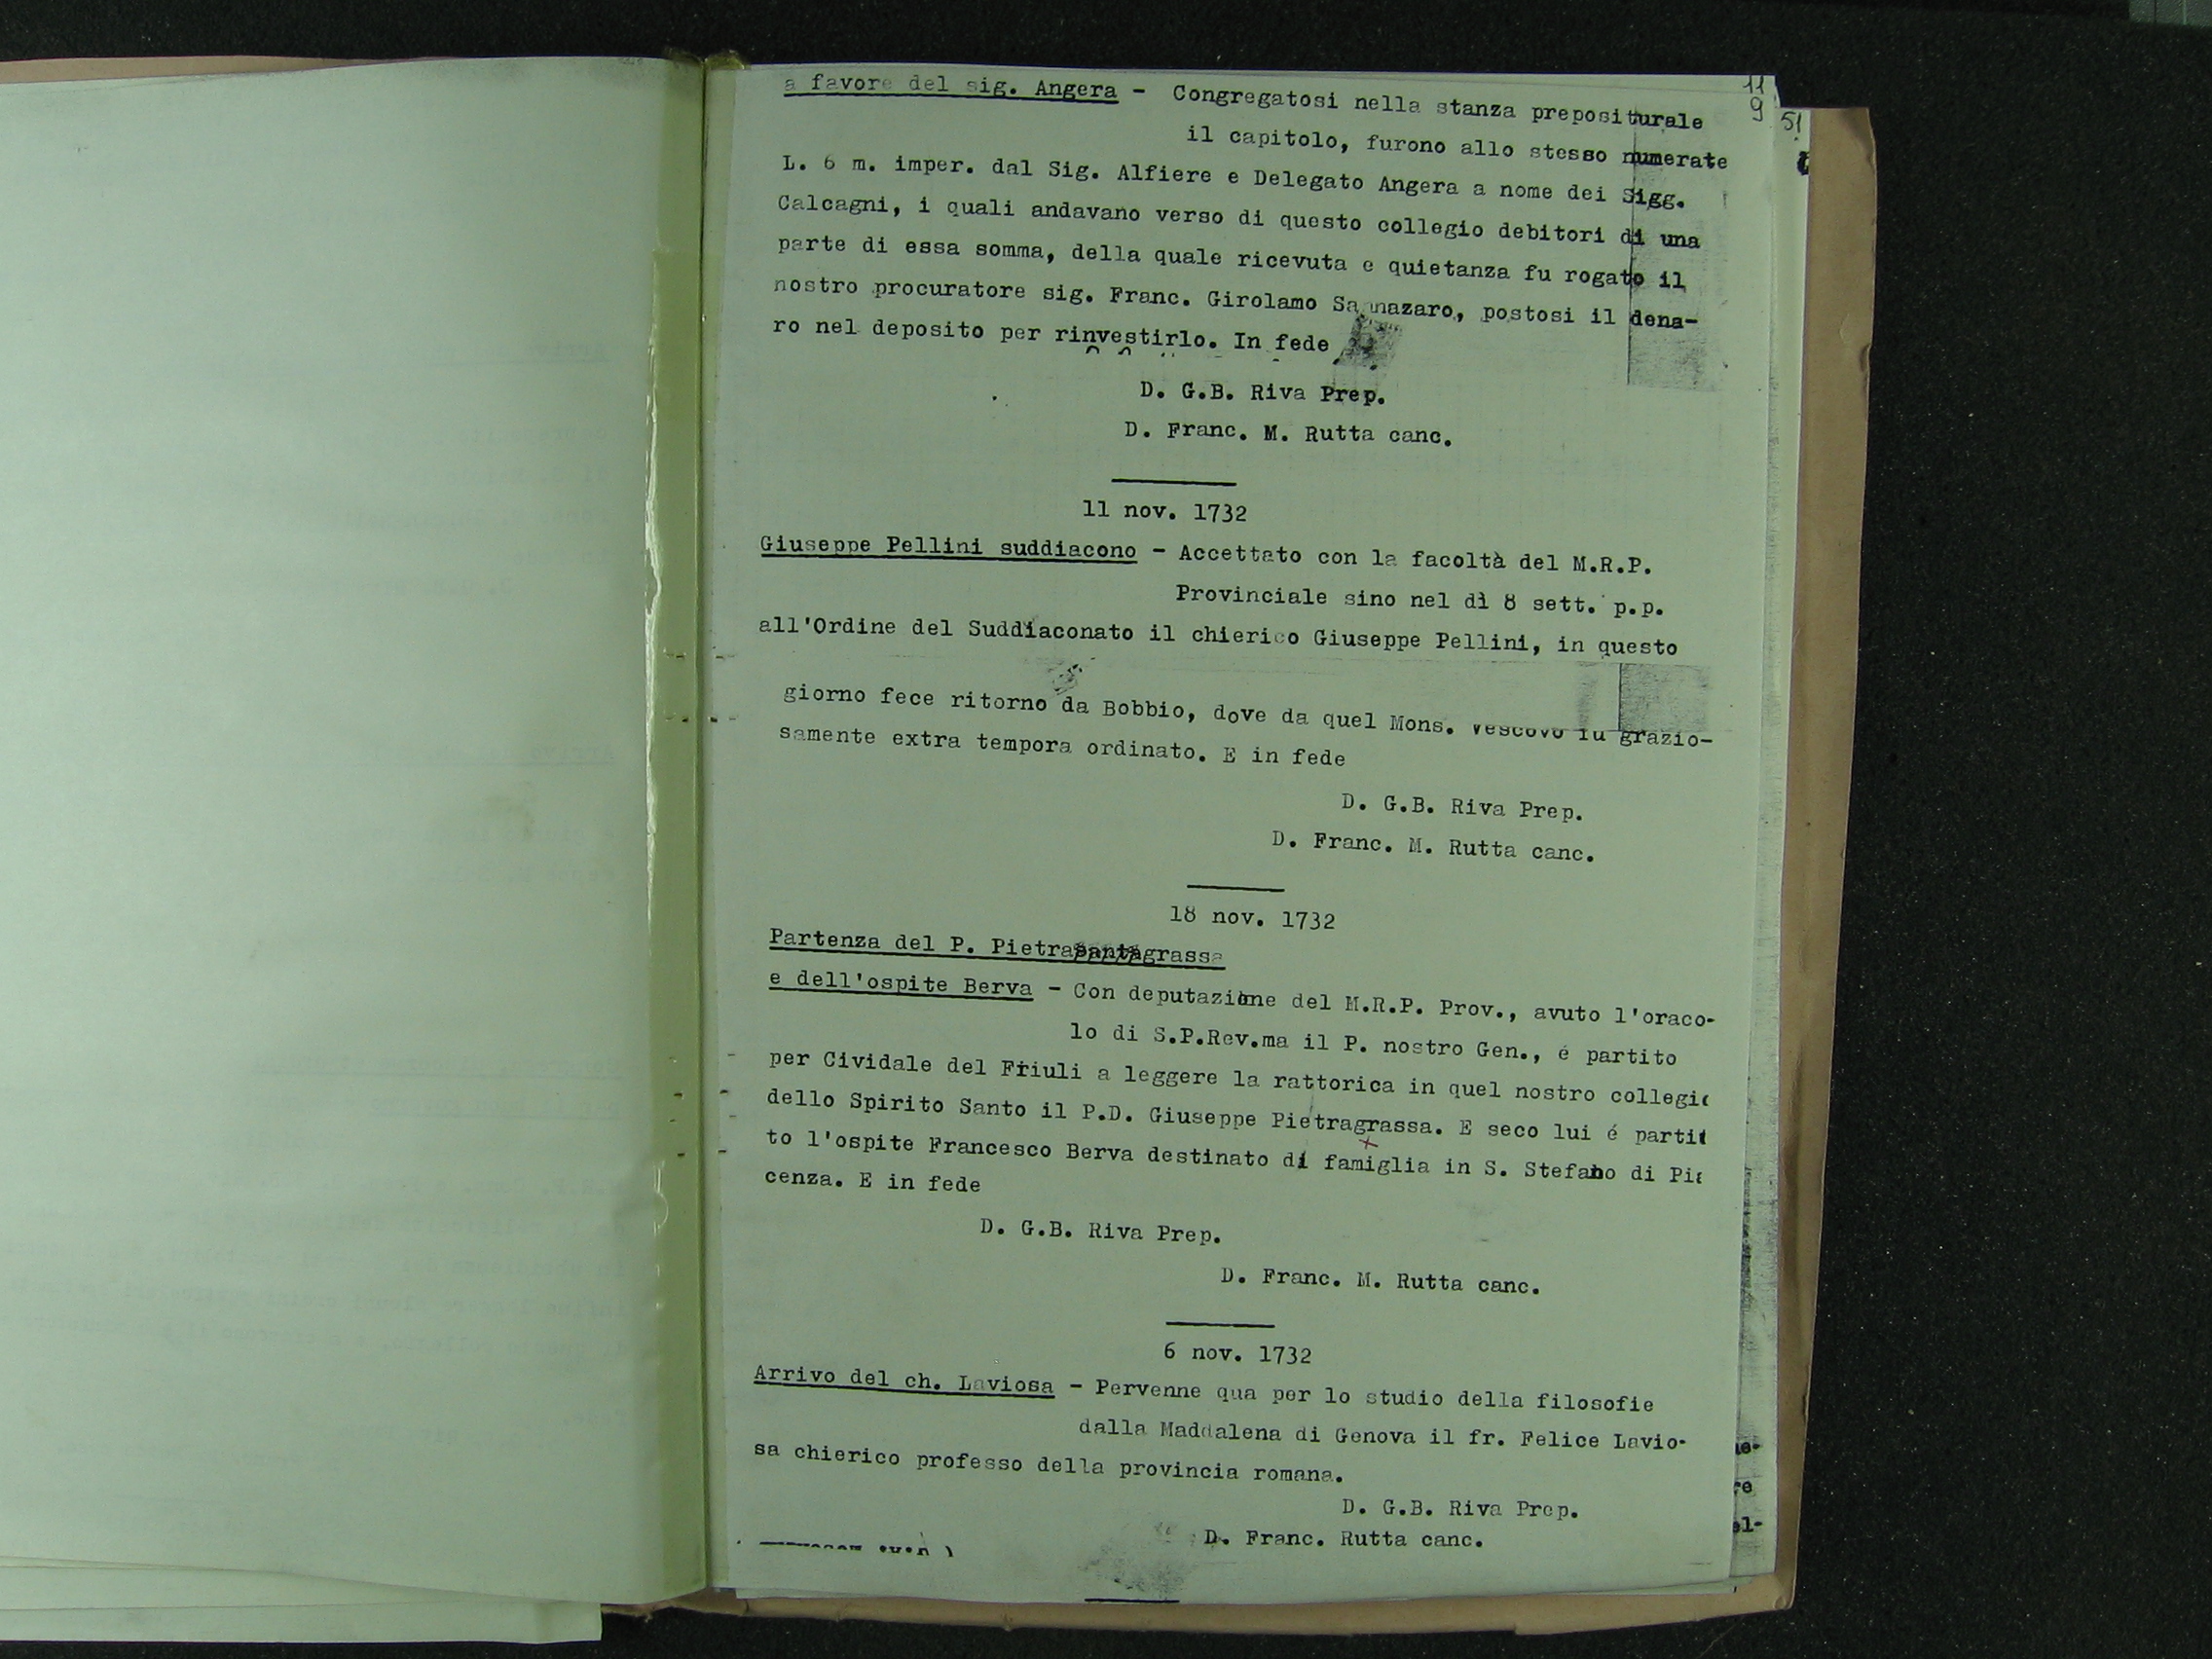 11
9
51
a favore del sig. Angera - Congregatosi nella stanza prepositurale
il capitolo, furono allo stesso numerate
L. 6 m. imper. dal Sig. Alfiere e Delegato Angera a nome dei Sigg.
Calcagni, i quali andavano verso di questo collegio debitori di una
parte di essa somma, della quale ricevuta e quietanza fu rogato il
nostro procuratore sig. Franc. Girolamo Sannazaro, postosi il dena-
ro nel deposito per rinvestirlo. In fede
D. G.B. Riva Prep.
D. Franc. M. Rutta canc.
11 nov. 1732
Giuseppe Pellini suddiacono - Accettato con la facoltà del M.R.P.
Provinciale sino nel dì 8 sett. p.p.
all'Ordine del Suddiaconato il chierico Giuseppe Pellini, in questo
giorno fece ritorno da Bobbio, dove da quel Mons. Vescovo fu grazio-
samente extra tempora ordinato. E in fede
D. G.B. Riva Prep.
D. Franc. M. Rutta canc.
18 nov. 1732
Partenza del P. Pietragrassa
e dell'ospite Berva - Con deputazione del M.R.P. Prov., avuto l'oraco-
lo di S.P.Rev.ma il P. nostro Gen., é partito
per Cividale del Friuli a leggere la rattorica in quel nostro collegio
dello Spirito Santo il P.D. Giuseppe Pietragrassa. E seco lui é partit
to l'ospite Francesco Berva destinato di famiglia in S. Stefano di Pia
cenza. E in fede
D. G.B. Riva Prep.
D. Franc. M. Rutta canc.
6 nov. 1732
Arrivo del ch. Laviosa - Pervenne qua per lo studio della filosofie
dalla Maddalena di Genova il fr. Felice Lavio-
sa chierico professo della provincia romana.
D. G.B. Riva Prep.
D. Franc. Rutta canc.